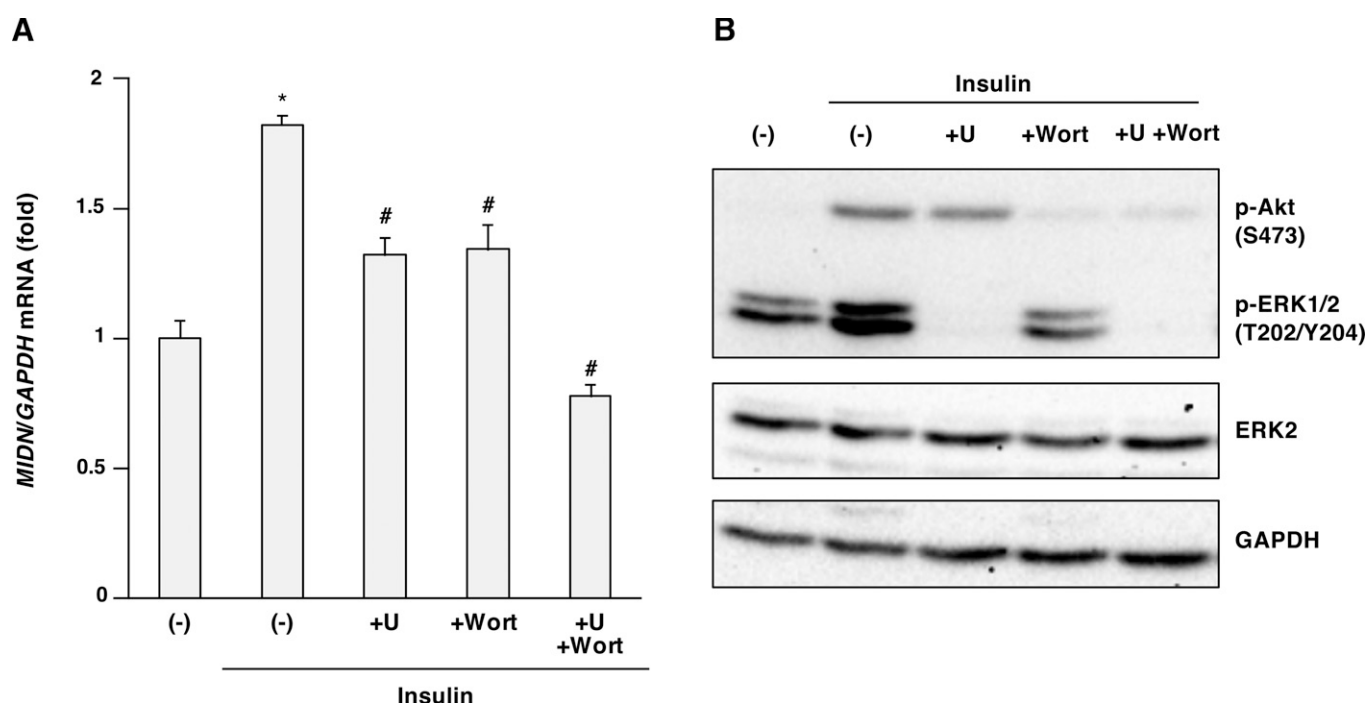 A
MIDN/GAPDH mRNA (fold)
2
1.5
1
0.5
0
*
#
#
#
(-)
(-)
+U
+Wort
+U
+Wort
Insulin
B
Insulin
(-)
(-)
+U
+Wort
+U +Wort
p-Akt
(S473)
p-ERK1/2
(T202/Y204)
ERK2
GAPDH